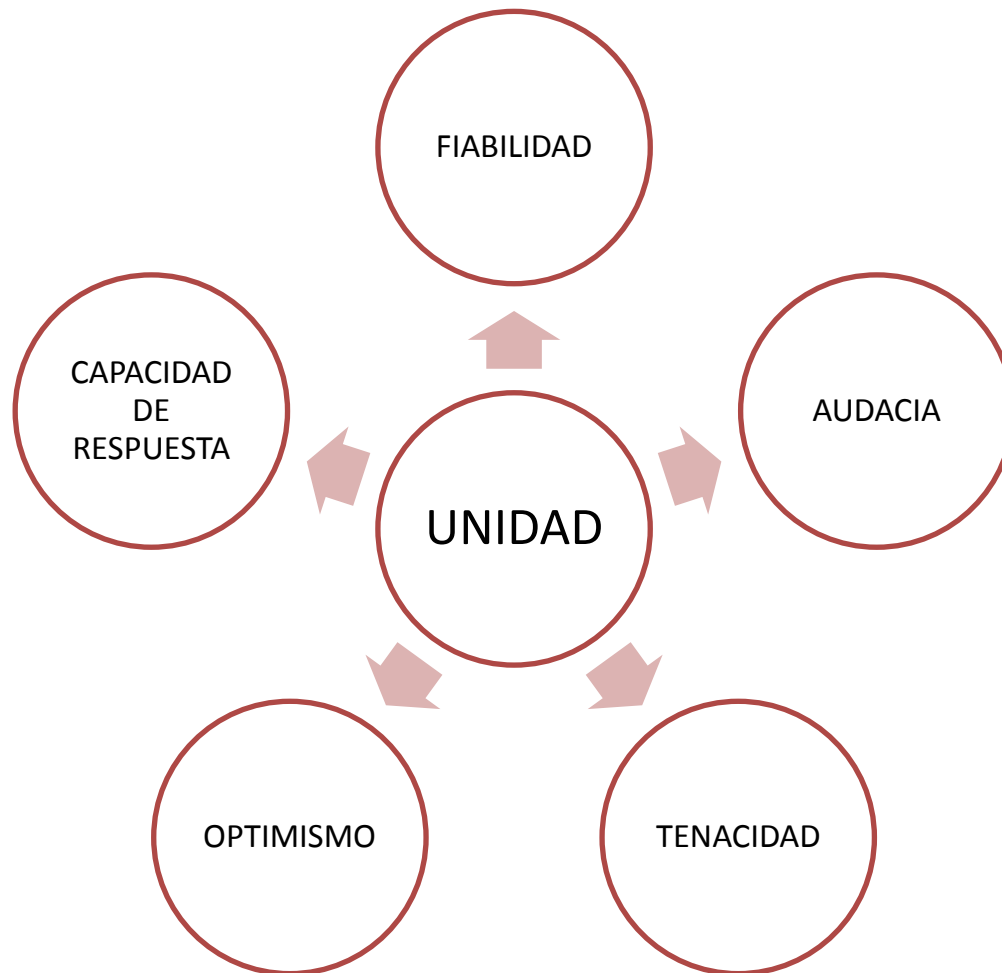 FIABILIDAD
CAPACIDAD
DE
RESPUESTA
AUDACIA
UNIDAD
OPTIMISMO
TENACIDAD